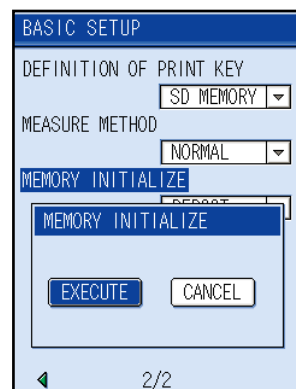 BASIC SETUP
DEFINITION OF PRINT KEY
SD MEMORY
MEASURE METHOD
NORMAL
MEMORY INITIALIZE
MEMORY INITIALIZE
EXECUTE CANCEL
2/2